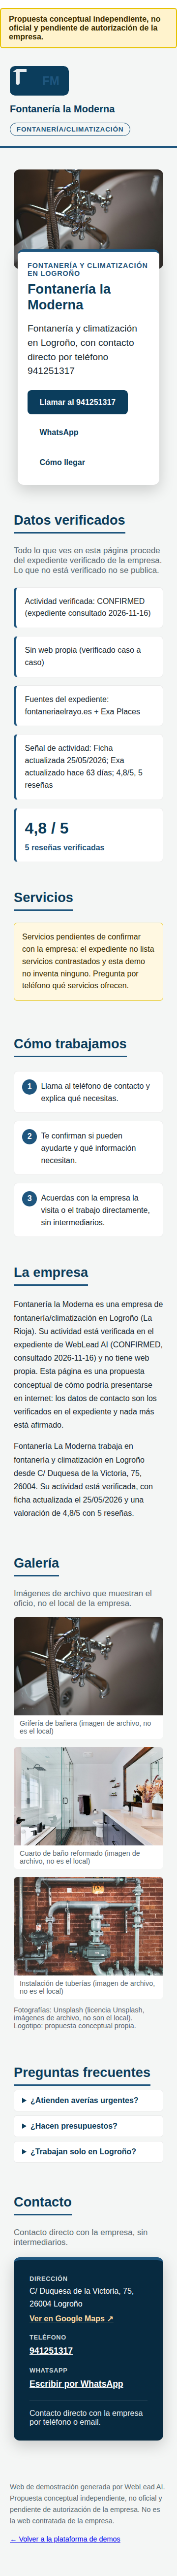 Propuesta conceptual independiente, no
oficial y pendiente de autorización de la
empresa.
FM
Fontanería la Moderna
FONTANERÍA/CLIMATIZACIÓN
FONTANERÍA Y CLIMATIZACIÓN
EN LOGROÑO
Fontanería la
Moderna
Fontanería y climatización
en Logroño, con contacto
directo por teléfono
941251317
Llamar al 941251317
WhatsApp
Cómo llegar
Datos verificados
Todo lo que ves en esta página procede
del expediente verificado de la empresa.
Lo que no está verificado no se publica.
Actividad verificada: CONFIRMED
(expediente consultado 2026-11-16)
Sin web propia (verificado caso a
caso)
Fuentes del expediente:
fontaneriaelrayo.es + Exa Places
Señal de actividad: Ficha
actualizada 25/05/2026; Exa
actualizado hace 63 días; 4,8/5, 5
reseñas
4,8 / 5
5 reseñas verificadas
Servicios
Servicios pendientes de confirmar
con la empresa: el expediente no lista
servicios contrastados y esta demo
no inventa ninguno. Pregunta por
teléfono qué servicios ofrecen.
Cómo trabajamos
1 Llama al teléfono de contacto y
explica qué necesitas.
2 Te confirman si pueden
ayudarte y qué información
necesitan.
3 Acuerdas con la empresa la
visita o el trabajo directamente,
sin intermediarios.
La empresa
Fontanería la Moderna es una empresa de
fontanería/climatización en Logroño (La
Rioja). Su actividad está verificada en el
expediente de WebLead AI (CONFIRMED,
consultado 2026-11-16) y no tiene web
propia. Esta página es una propuesta
conceptual de cómo podría presentarse
en internet: los datos de contacto son los
verificados en el expediente y nada más
está afirmado.
Fontanería La Moderna trabaja en
fontanería y climatización en Logroño
desde C/ Duquesa de la Victoria, 75,
26004. Su actividad está verificada, con
ficha actualizada el 25/05/2026 y una
valoración de 4,8/5 con 5 reseñas.
Galería
Imágenes de archivo que muestran el
oficio, no el local de la empresa.
Grifería de bañera (imagen de archivo, no
es el local)
Cuarto de baño reformado (imagen de
archivo, no es el local)
Instalación de tuberías (imagen de archivo,
no es el local)
Fotografías: Unsplash (licencia Unsplash,
imágenes de archivo, no son el local).
Logotipo: propuesta conceptual propia.
Preguntas frecuentes
▶ ¿Atienden averías urgentes?
▶ ¿Hacen presupuestos?
▶ ¿Trabajan solo en Logroño?
Contacto
Contacto directo con la empresa, sin
intermediarios.
DIRECCIÓN
C/ Duquesa de la Victoria, 75,
26004 Logroño
Ver en Google Maps ↗
TELÉFONO
941251317
WHATSAPP
Escribir por WhatsApp
Contacto directo con la empresa
por teléfono o email.
Web de demostración generada por WebLead AI.
Propuesta conceptual independiente, no oficial y
pendiente de autorización de la empresa. No es
la web contratada de la empresa.
← Volver a la plataforma de demos